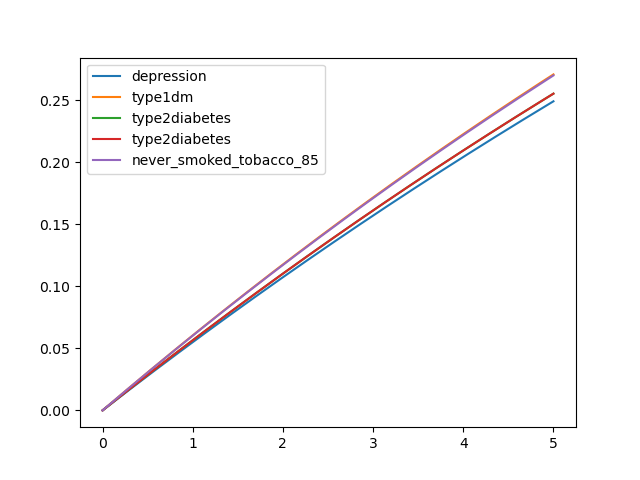 depression
type1dm
type2diabetes
type2diabetes
never_smoked_tobacco_85
0.25
0.20
0.15
0.10
0.05
0.00
0 1 2 3 4 5